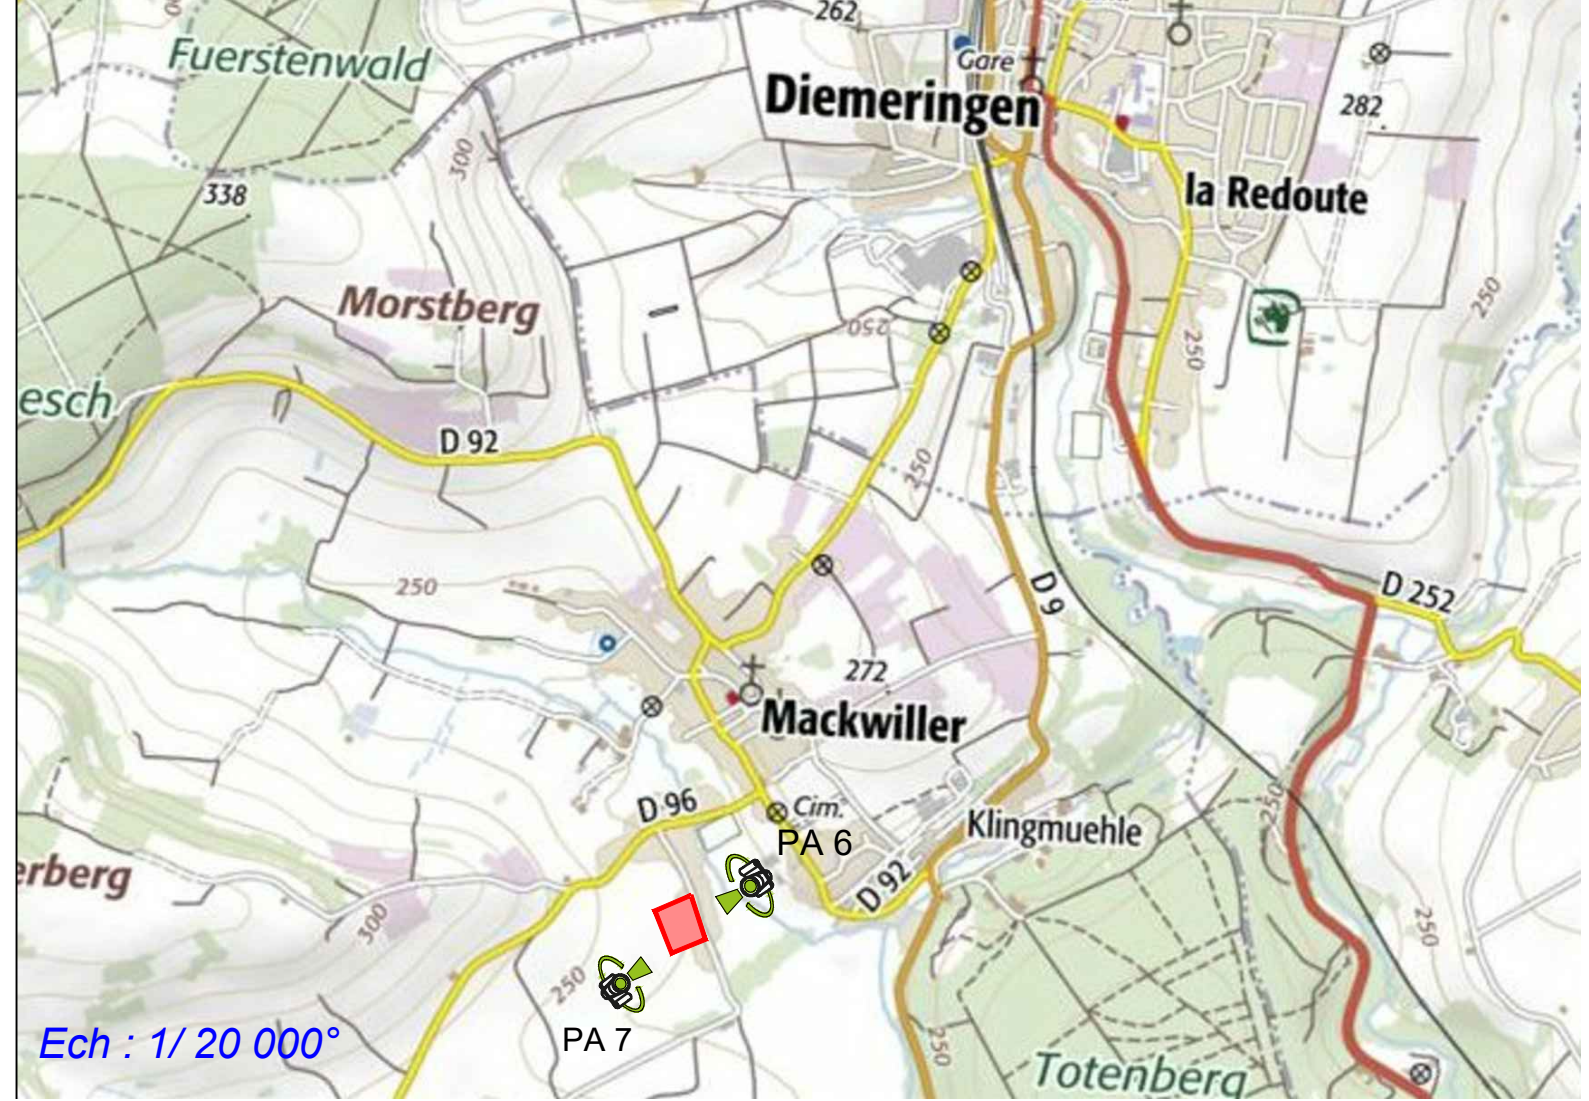 262
Fuerstenwald
Gare
Diemeringen
282
300
338
la Redoute
Morstberg
250
250
250
esch
D 92
250
250
D 9
D 252
272
Mackwiller
D 96
Cim.
Klingmuehle
250
PA 6
erberg
D 92
300
250
250
PA 7
Ech : 1/ 20 000°
250
Totenberg